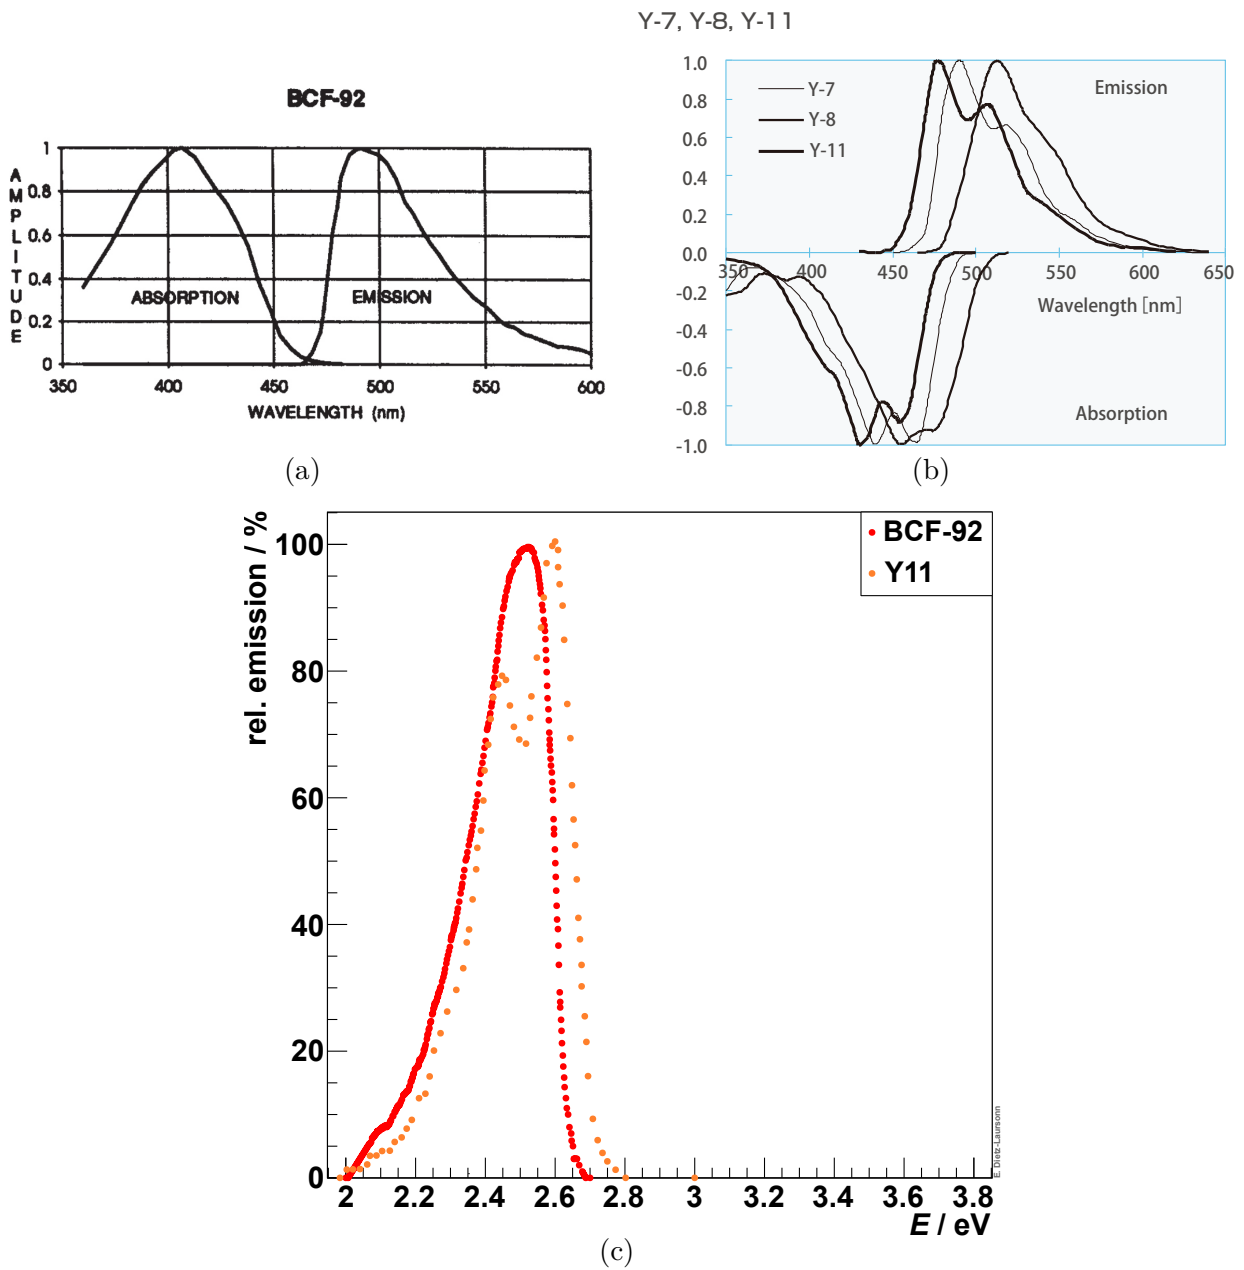 Y-7, Y-8, Y-11
BCF-92
AMPLITUDE
1
0.8
0.6
0.4
0.2
0
ABSORPTION
EMISSION
350
400
450
500
550
600
WAVELENGTH (nm)
(a)
1.0
0.8
0.6
0.4
0.2
0.0
-0.2
-0.4
-0.6
-0.8
-1.0
Y-7
Y-8
Y-11
Emission
350
400
450
500
550
600
650
Wavelength [nm]
Absorption
(b)
rel. emission / %
100
80
60
40
20
0
BCF-92
Y11
2
2.2
2.4
2.6
2.8
3
3.2
3.4
3.6
3.8
E / eV
E. Dietz-Laursonn
(c)